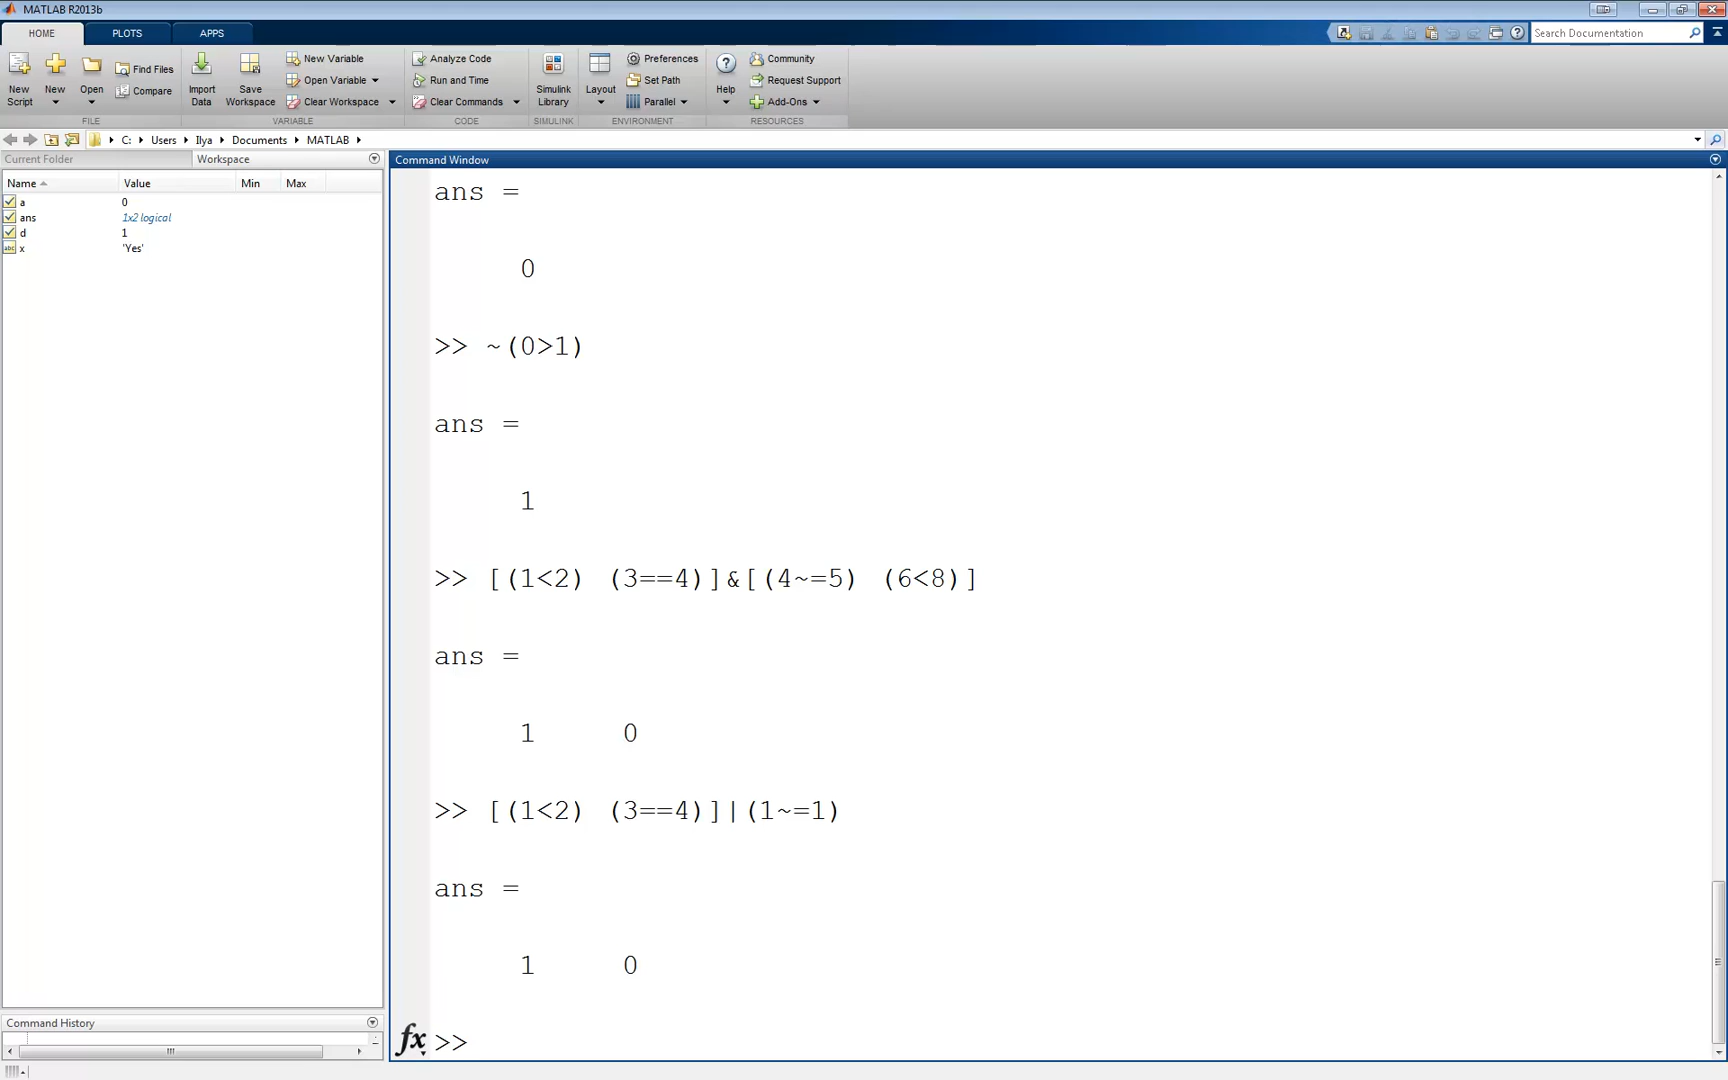 MATLAB R2013b
HOME PLOTS APPS
Search Documentation
New Script
New
Open
Find Files
Compare
FILE
Import Data
Save Workspace
New Variable
Open Variable
Clear Workspace
VARIABLE
Analyze Code
Run and Time
Clear Commands
CODE
Simulink Library
SIMULINK
Layout
Preferences
Set Path
Parallel
ENVIRONMENT
Help
Community
Request Support
Add-Ons
RESOURCES
C: Users Ilya Documents MATLAB
Current Folder Workspace
Name Value Min Max
a 0
ans 1x2 logical
d 1
abc x 'Yes'
Command History
Command Window
ans =
0
>> ~(0>1)
ans =
1
>> [(1<2) (3==4)]&[(4~=5) (6<8)]
ans =
1 0
>> [(1<2) (3==4)]|(1~=1)
ans =
1 0
fx >>